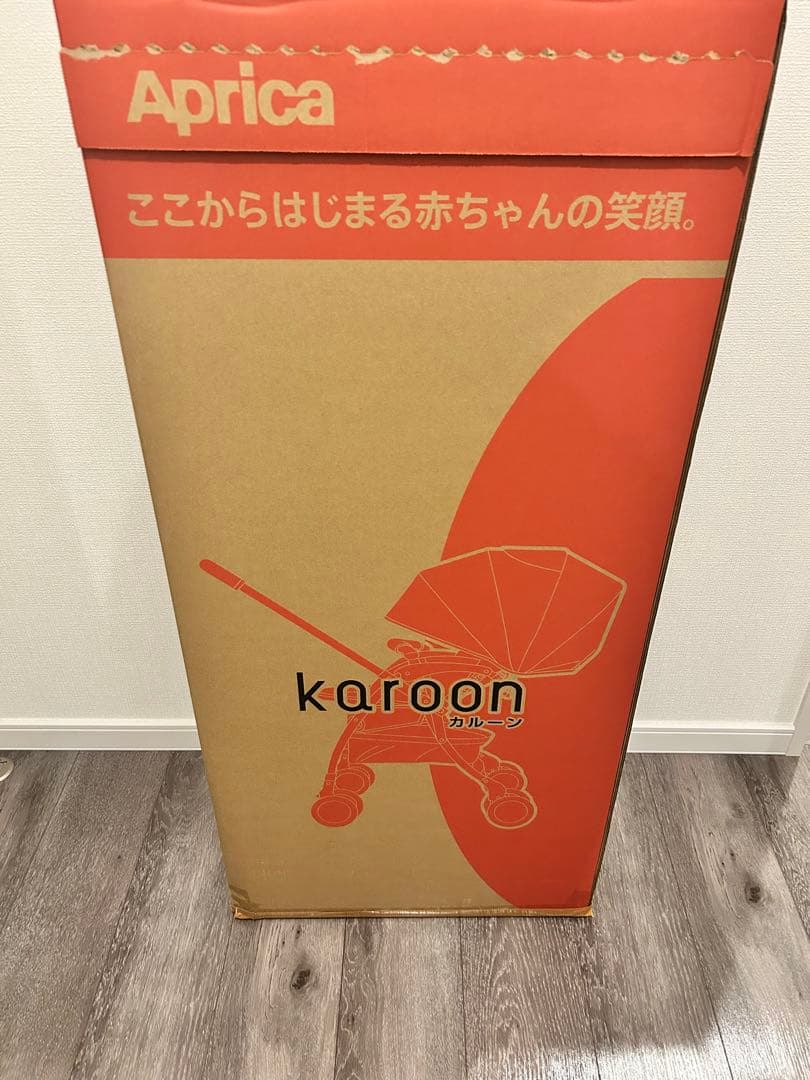 Aprica
ここからはじまる赤ちゃんの笑顔。
karoon
カルーン